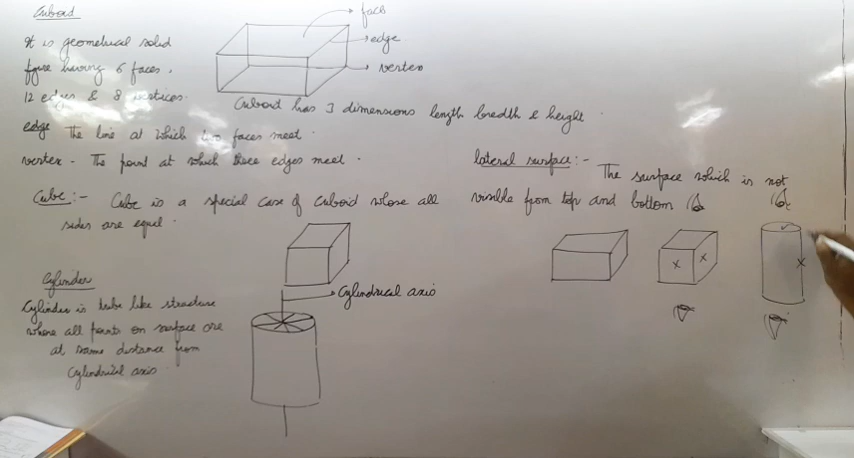 Cuboid
It is geometrical solid
figure having 6 faces,
12 edges & 8 vertices.
face
edge
vertex
Cuboid has 3 dimensions length breadth & height.
edge The line at which two faces meet.
vertex - The point at which three edges meet.
Cube :- Cube is a special case of cuboid whose all
sides are equal.
Cylinder
Cylinder is tube like structure
where all points on surface are
at same distance from
Cylindrical axis
Cylindrical axis
lateral surface :- The surface which is not
visible from top and bottom
x x
x